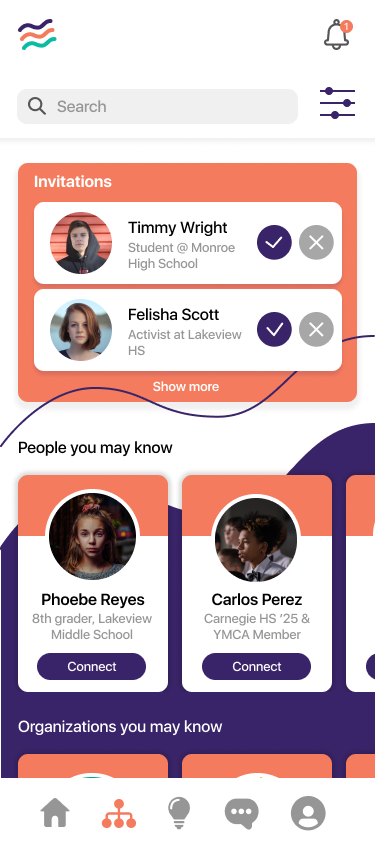 1
Search
Invitations
Timmy Wright
Student @ Monroe
High School
Felisha Scott
Activist at Lakeview
HS
Show more
People you may know
Phoebe Reyes
8th grader, Lakeview
Middle School
Connect
Carlos Perez
Carnegie HS ‘25 &
YMCA Member
Connect
Organizations you may know